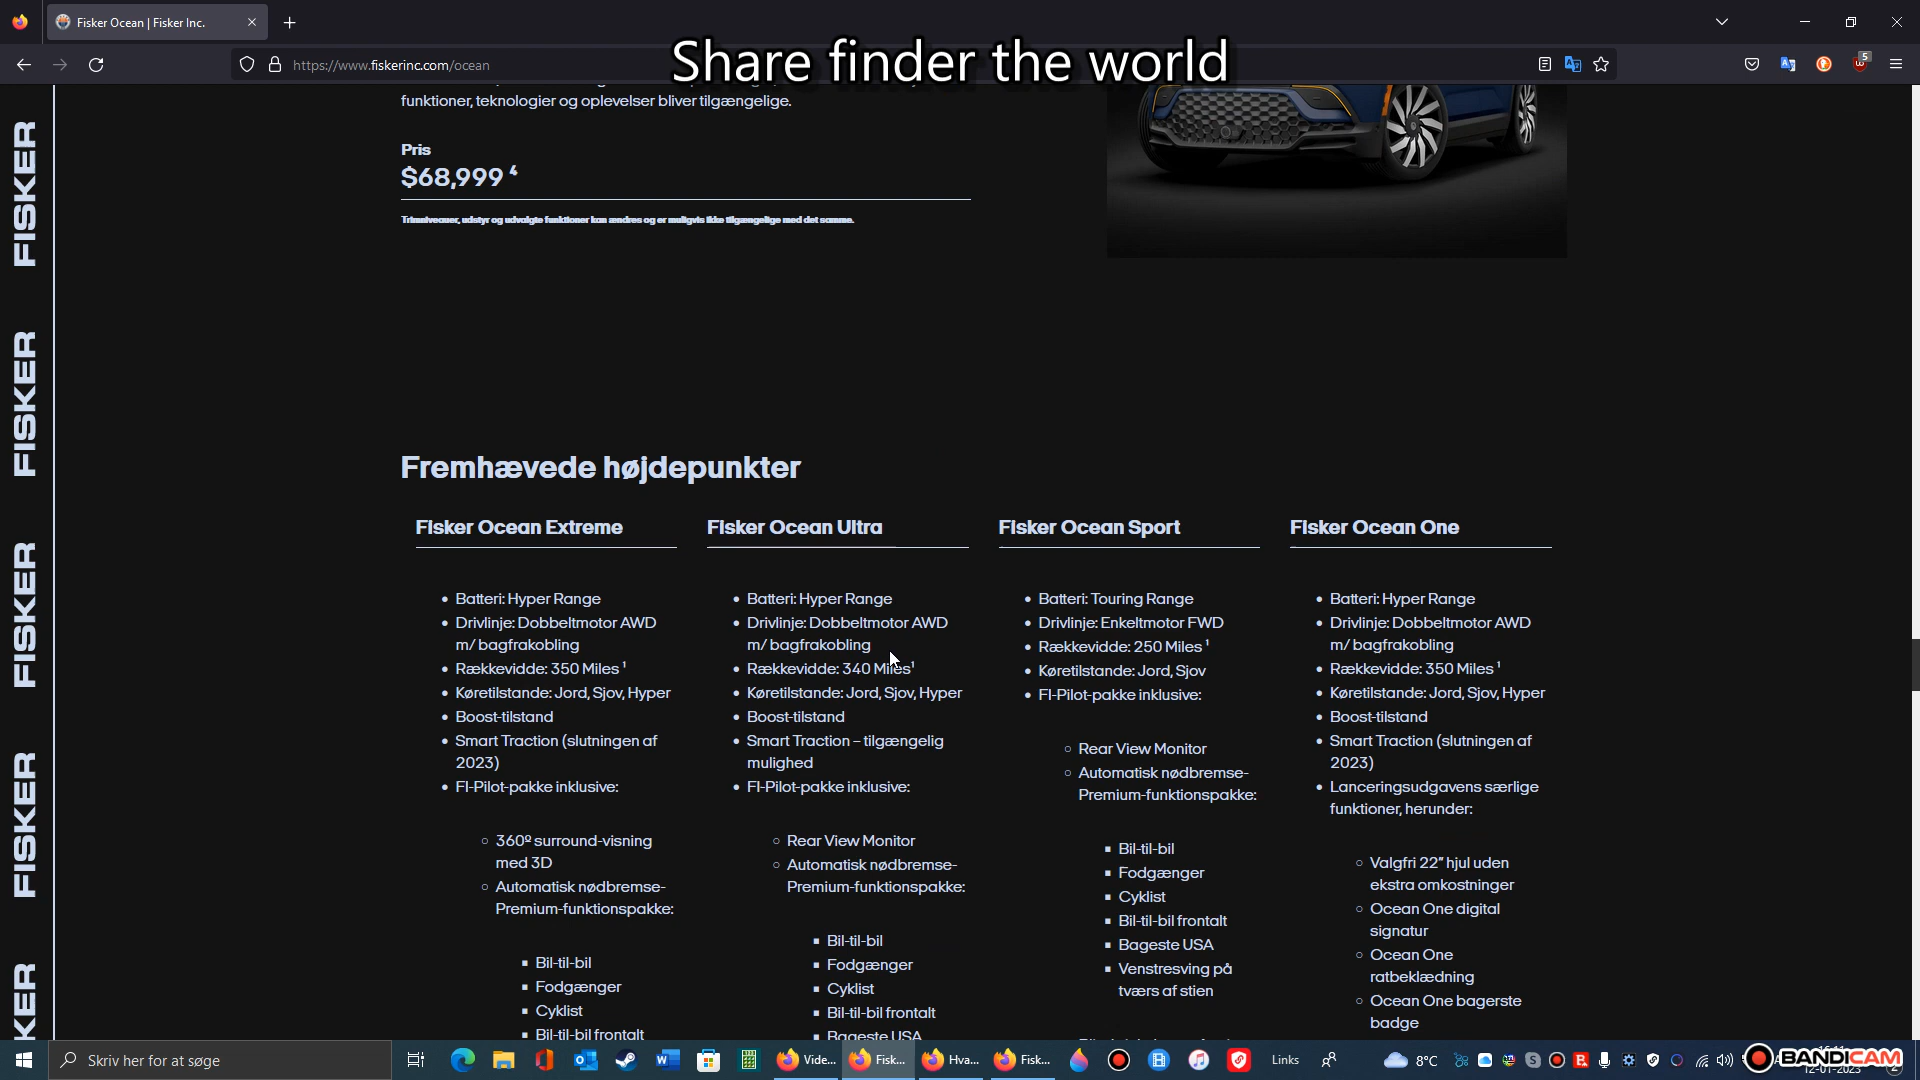 Fisker Ocean | Fisker Inc.
https://www.fiskerinc.com/ocean
5
Share finder the world
funktioner, teknologier og oplevelser bliver tilgængelige.
Pris
$68,999 4
Trimniveauer, udstyr og udvalgte funktioner kan ændres og er muligvis ikke tilgængelige med det samme.
FISKER
FISKER
FISKER
FISKER
Fremhævede højdepunkter
Fisker Ocean Extreme
Batteri: Hyper Range
Drivlinje: Dobbeltmotor AWD
m/ bagfrakobling
Rækkevidde: 350 Miles 1
Køretilstande: Jord, Sjov, Hyper
Boost-tilstand
Smart Traction (slutningen af
2023)
FI-Pilot-pakke inklusive:
360º surround-visning
med 3D
Automatisk nødbremse-
Premium-funktionspakke:
Bil-til-bil
Fodgænger
Cyklist
Bil-til-bil frontalt
Fisker Ocean Ultra
Batteri: Hyper Range
Drivlinje: Dobbeltmotor AWD
m/ bagfrakobling
Rækkevidde: 340 Miles1
Køretilstande: Jord, Sjov, Hyper
Boost-tilstand
Smart Traction – tilgængelig
mulighed
FI-Pilot-pakke inklusive:
Rear View Monitor
Automatisk nødbremse-
Premium-funktionspakke:
Bil-til-bil
Fodgænger
Cyklist
Bil-til-bil frontalt
Bageste USA
Fisker Ocean Sport
Batteri: Touring Range
Drivlinje: Enkeltmotor FWD
Rækkevidde: 250 Miles 1
Køretilstande: Jord, Sjov
FI-Pilot-pakke inklusive:
Rear View Monitor
Automatisk nødbremse-
Premium-funktionspakke:
Bil-til-bil
Fodgænger
Cyklist
Bil-til-bil frontalt
Bageste USA
Venstresving på
tværs af stien
Fisker Ocean One
Batteri: Hyper Range
Drivlinje: Dobbeltmotor AWD
m/ bagfrakobling
Rækkevidde: 350 Miles 1
Køretilstande: Jord, Sjov, Hyper
Boost-tilstand
Smart Traction (slutningen af
2023)
Lanceringsudgavens særlige
funktioner, herunder:
Valgfri 22” hjul uden
ekstra omkostninger
Ocean One digital
signatur
Ocean One
ratbeklædning
Ocean One bagerste
badge
Skriv her for at søge
Vide...
Fisk...
Hva...
Fisk...
Links
8°C
BANDICAM
12-01-2023